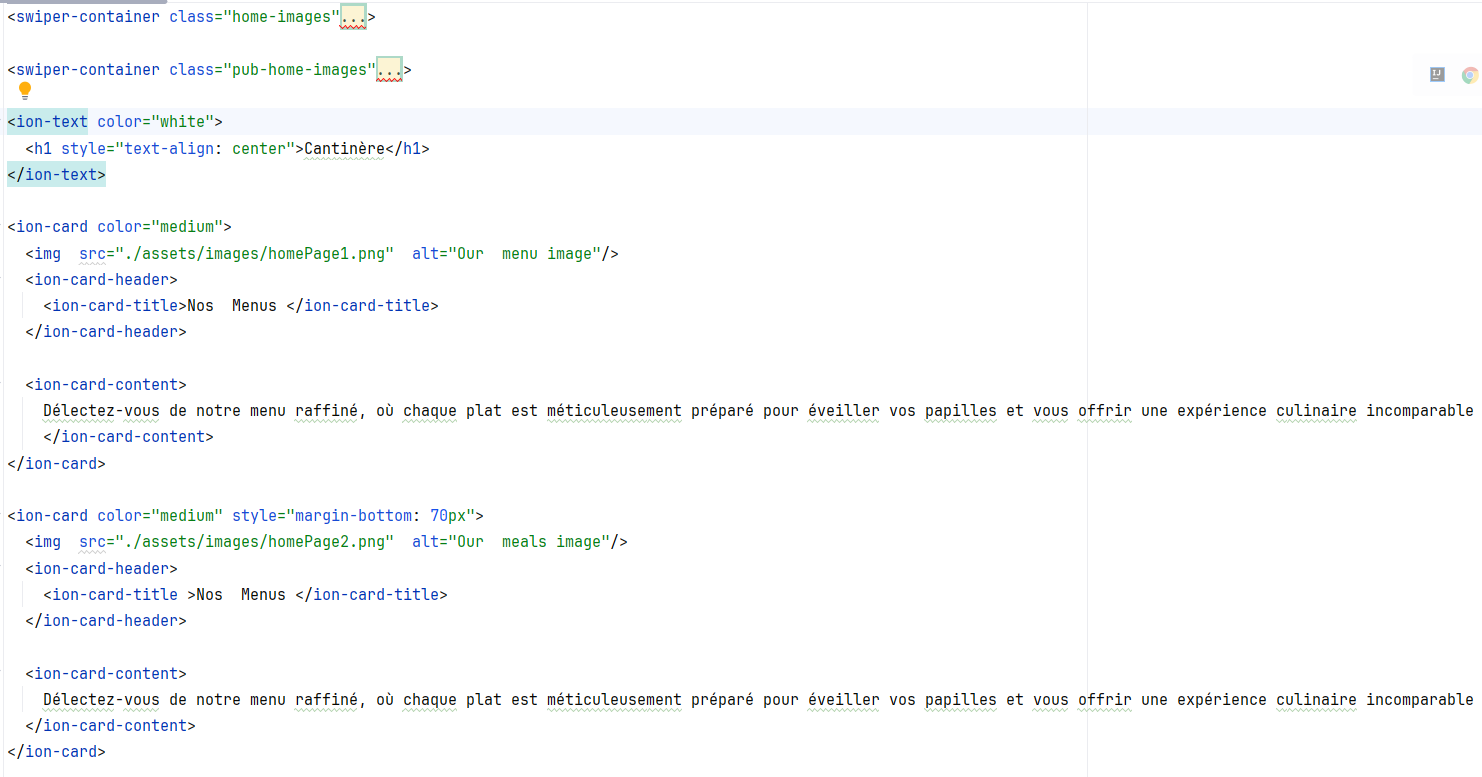 <swiper-container class="home-images"...>
<swiper-container class="pub-home-images"...>
<ion-text color="white">
<h1 style="text-align: center">Cantinère</h1>
</ion-text>
<ion-card color="medium">
<img  src="./assets/images/homePage1.png"  alt="Our  menu image"/>
<ion-card-header>
<ion-card-title>Nos  Menus </ion-card-title>
</ion-card-header>
<ion-card-content>
Délectez-vous de notre menu raffiné, où chaque plat est méticuleusement préparé pour éveiller vos papilles et vous offrir une expérience culinaire incomparable
</ion-card-content>
</ion-card>
<ion-card color="medium" style="margin-bottom: 70px">
<img  src="./assets/images/homePage2.png"  alt="Our  meals image"/>
<ion-card-header>
<ion-card-title >Nos  Menus </ion-card-title>
</ion-card-header>
<ion-card-content>
Délectez-vous de notre menu raffiné, où chaque plat est méticuleusement préparé pour éveiller vos papilles et vous offrir une expérience culinaire incomparable
</ion-card-content>
</ion-card>